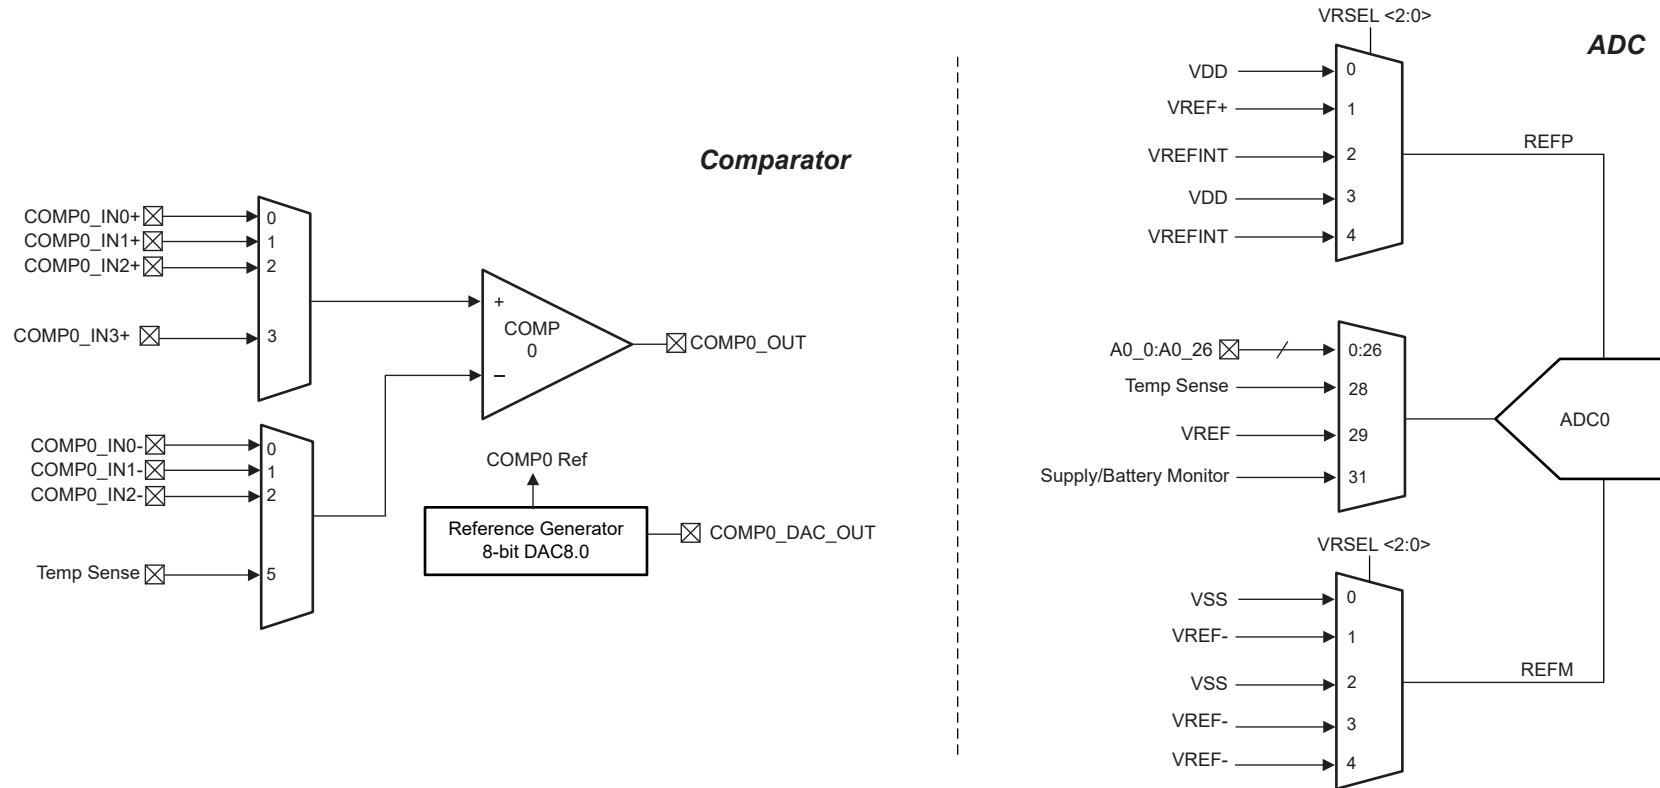 Comparator
COMP0_IN0+
COMP0_IN1+
COMP0_IN2+
COMP0_IN3+
0
1
2
3
COMP0_IN0-
COMP0_IN1-
COMP0_IN2-
Temp Sense
0
1
2
5
+
COMP
0
–
COMP0_OUT
COMP0 Ref
Reference Generator
8-bit DAC8.0
COMP0_DAC_OUT
ADC
VRSEL <2:0>
VDD
0
VREF+
1
VREFINT
2
VDD
3
VREFINT
4
REFP
A0_0:A0_26
0:26
Temp Sense
28
VREF
29
Supply/Battery Monitor
31
ADC0
VRSEL <2:0>
VSS
0
VREF-
1
VSS
2
VREF-
3
VREF-
4
REFM